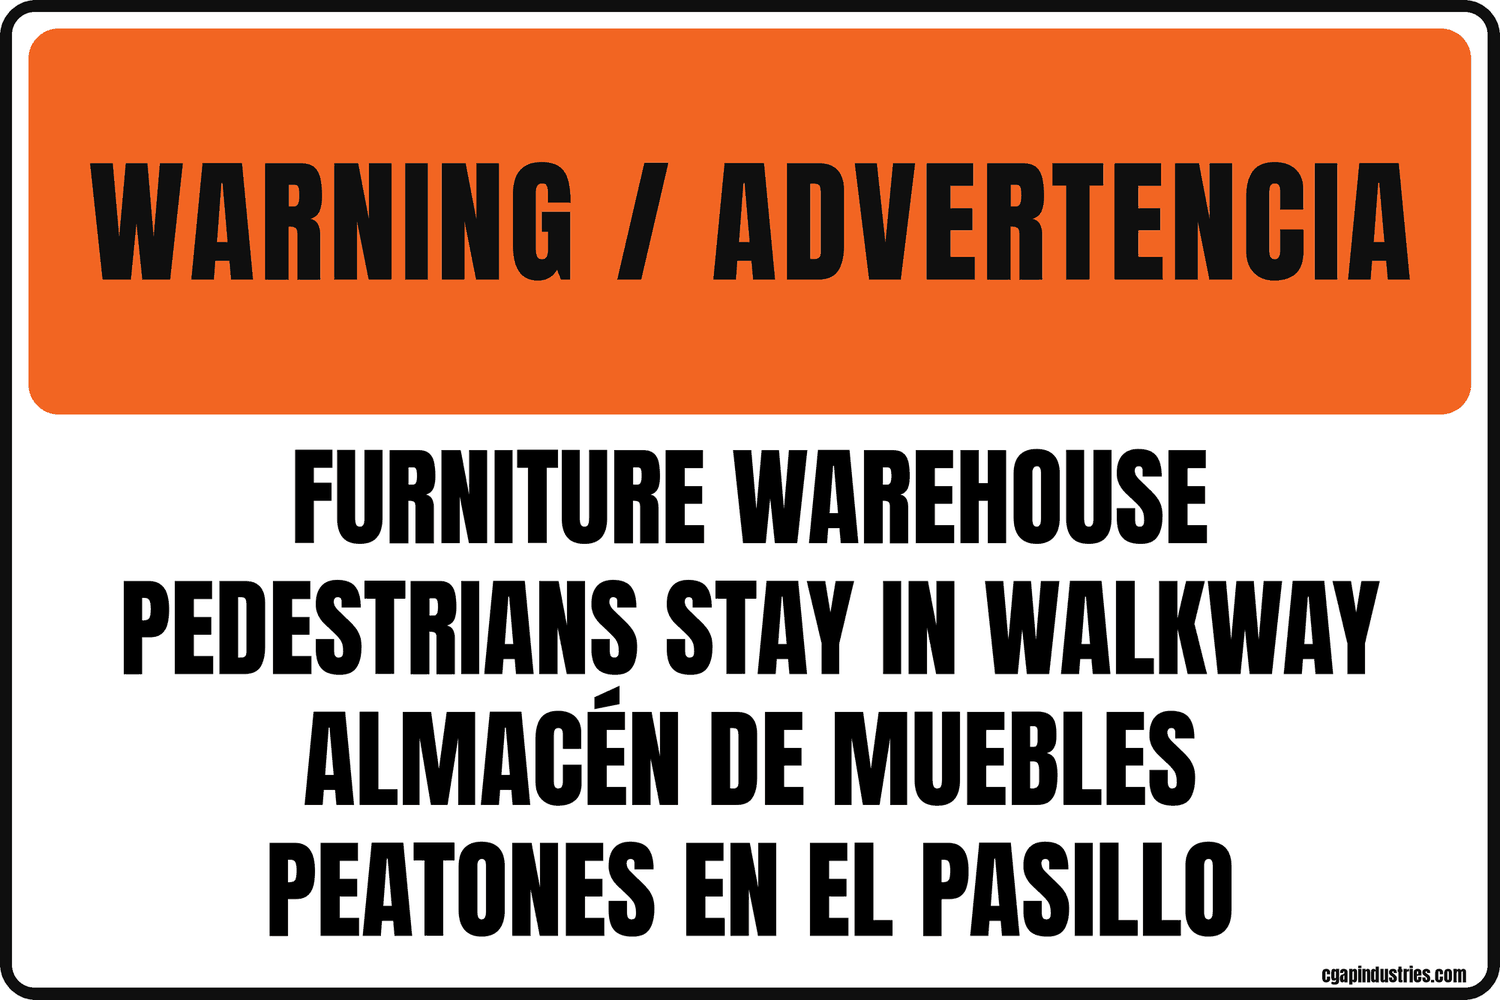 WARNING / ADVERTENCIA
FURNITURE WAREHOUSE
PEDESTRIANS STAY IN WALKWAY
ALMACÉN DE MUEBLES
PEATONES EN EL PASILLO
cgapindustries.com